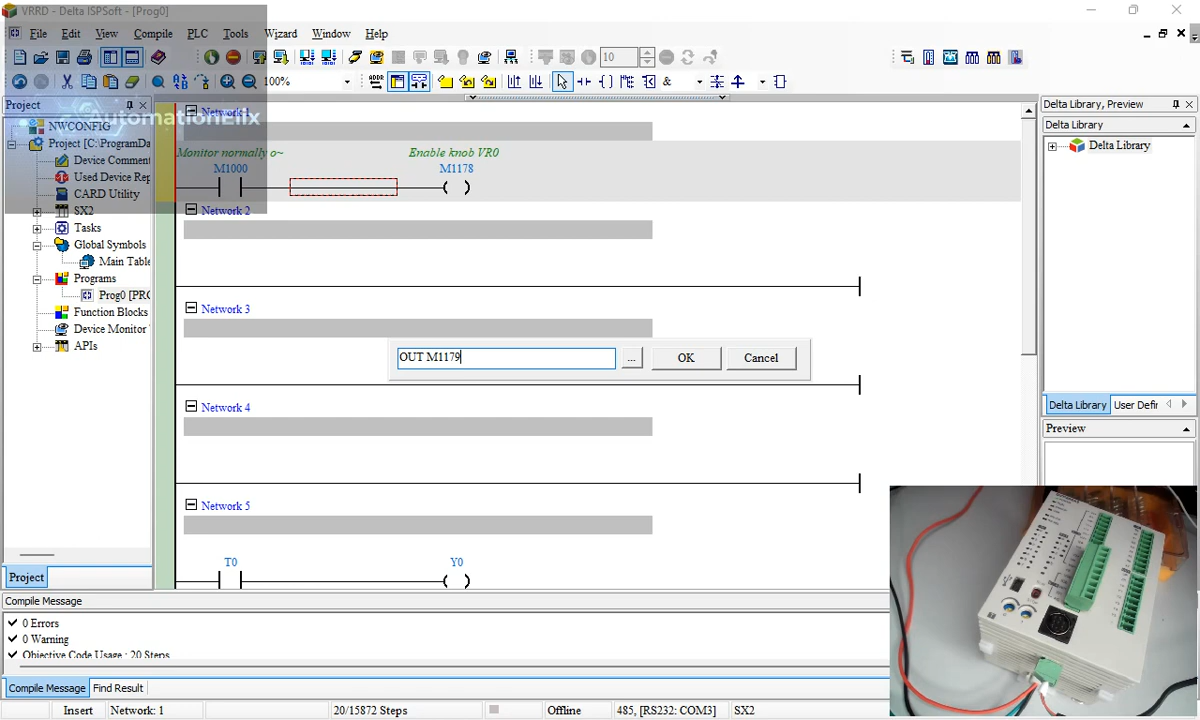 VRRD - Delta ISPSoft - [Prog0]
File Edit View Compile PLC Tools Wizard Window Help
10
100%
&
Project
AutomationElix
NWCONFIG
Project [C:\ProgramDa
Device Comment
Used Device Rep
CARD Utility
SX2
Tasks
Global Symbols
Main Table
Programs
Prog0 [PRG
Function Blocks
Device Monitor
APIs
Project
Network 1
Monitor normally o~
Enable knob VR0
M1000
M1178
Network 2
Network 3
OUT M1179
...
OK
Cancel
Network 4
Network 5
T0
Y0
Delta Library, Preview
Delta Library
Delta Library
Delta Library
User Defin
Preview
Compile Message
0 Errors
0 Warning
Objective Code Usage : 20 Steps
Compile Message
Find Result
Insert
Network: 1
20/15872 Steps
Offline
485, [RS232: COM3]
SX2